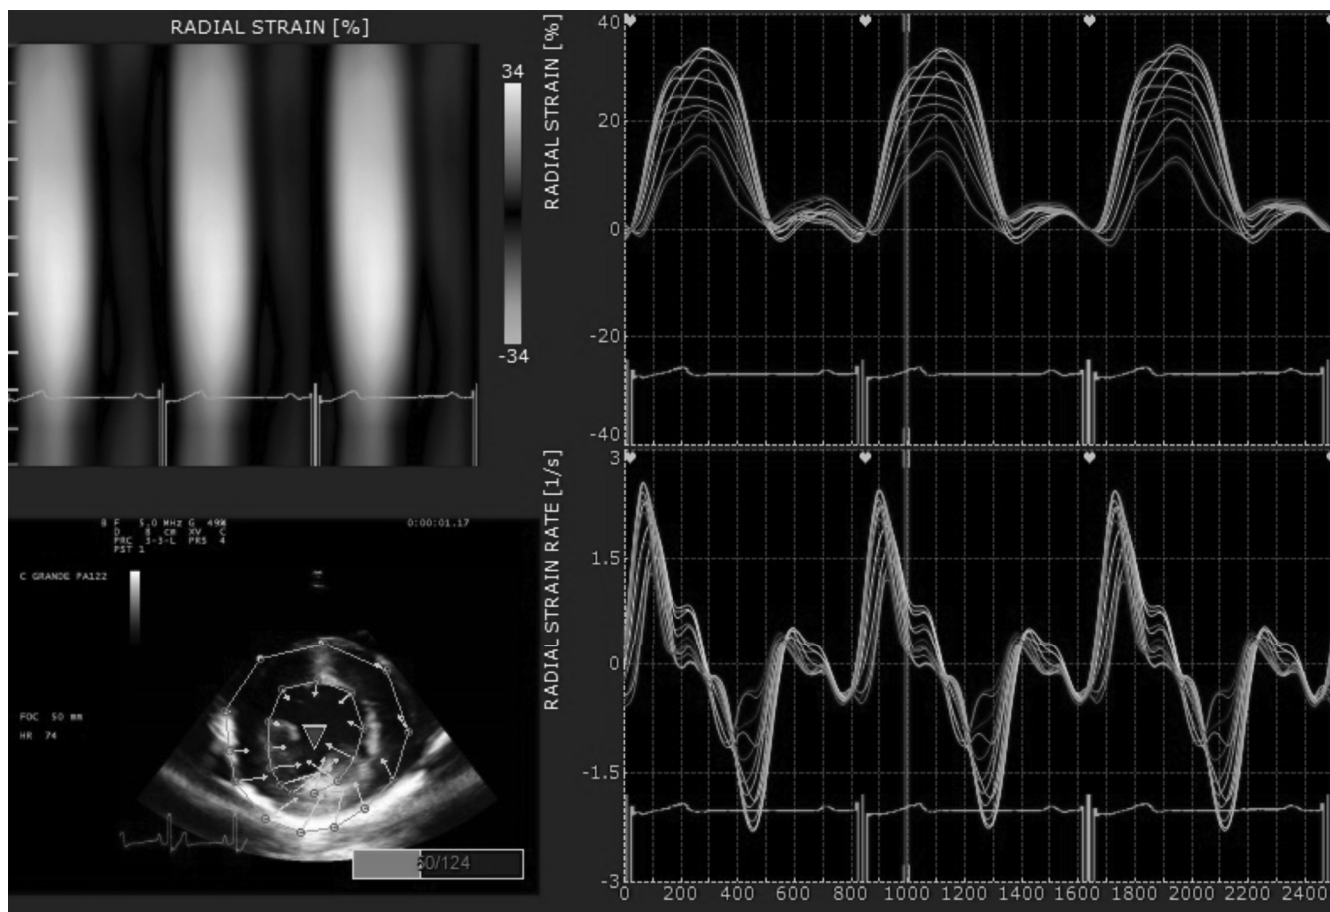 RADIAL STRAIN [%]
34
-34
RADIAL STRAIN [%]
40
20
0
-20
-40
RADIAL STRAIN RATE [1/s]
3
1.5
0
-1.5
-3
0 200 400 600 800 1000 1200 1400 1600 1800 2000 2200 2400
B F 5.0 MHz G 49%
D 8 cm XV C
PRC 3-3-L PRS 4
PST 1
0:00:01.17
C GRANDE PA122
FOC 50 mm
HR 74
60/124